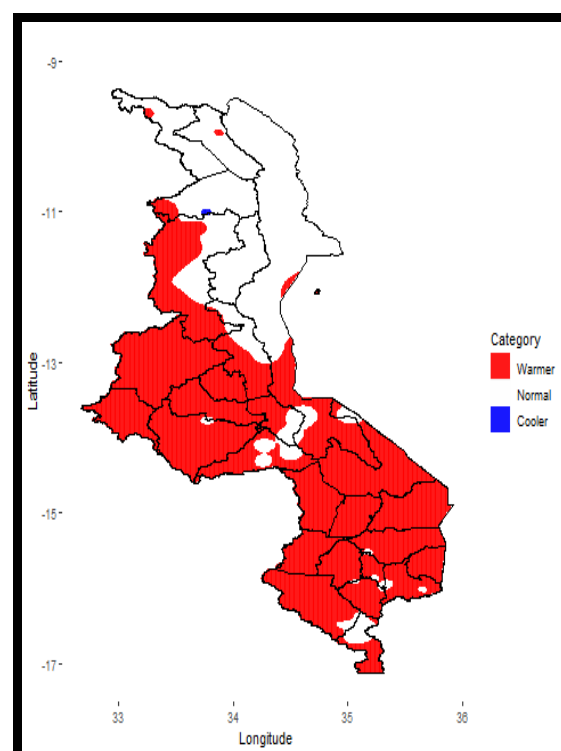 -9
-11
-13
-15
-17
Latitude
33
34
35
36
Longitude
Category
Warmer
Normal
Cooler